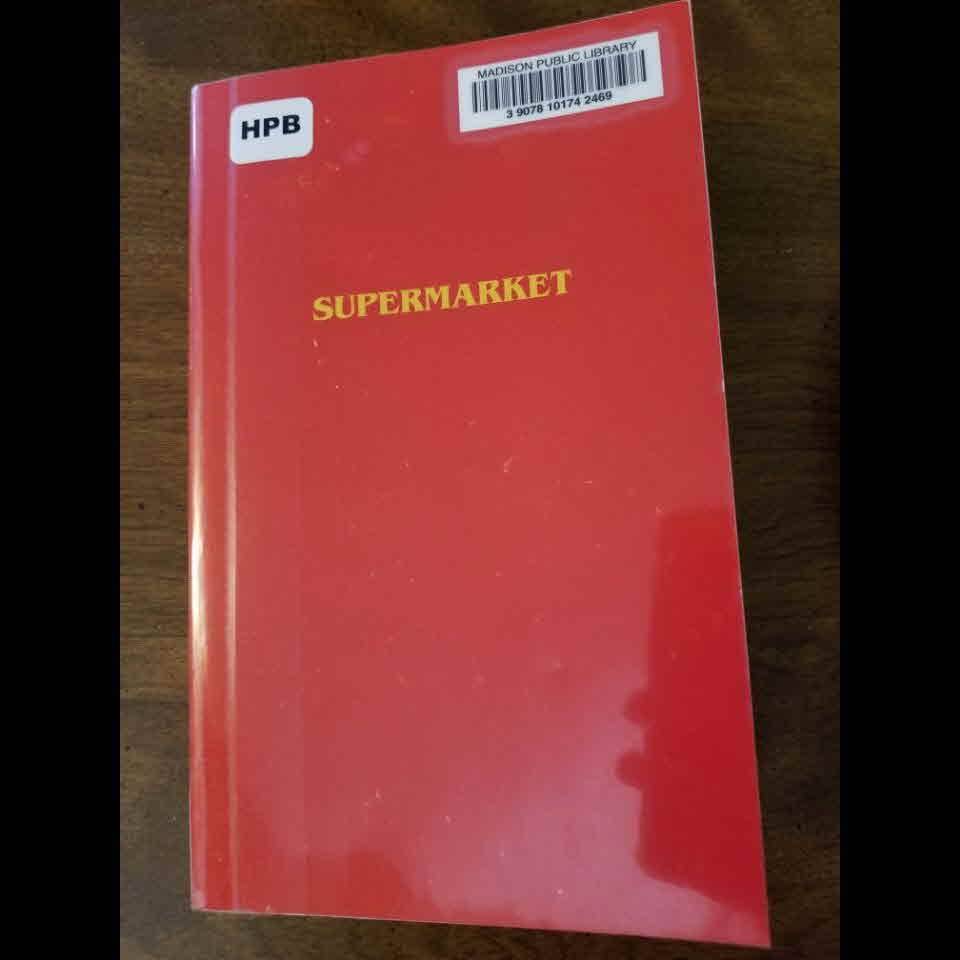 MADISON PUBLIC LIBRARY
3 9078 10174 2469
HPB
SUPERMARKET